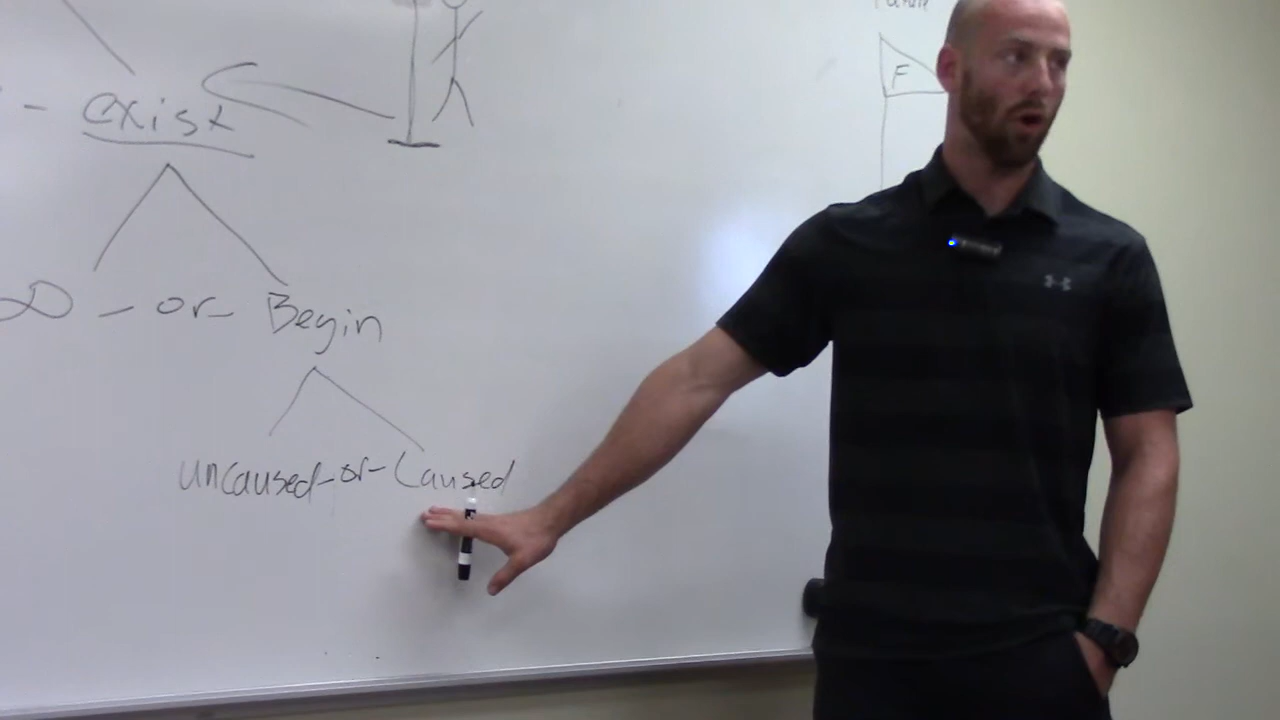 - exist
F
∞ - or - Begin
uncaused - or - Caused